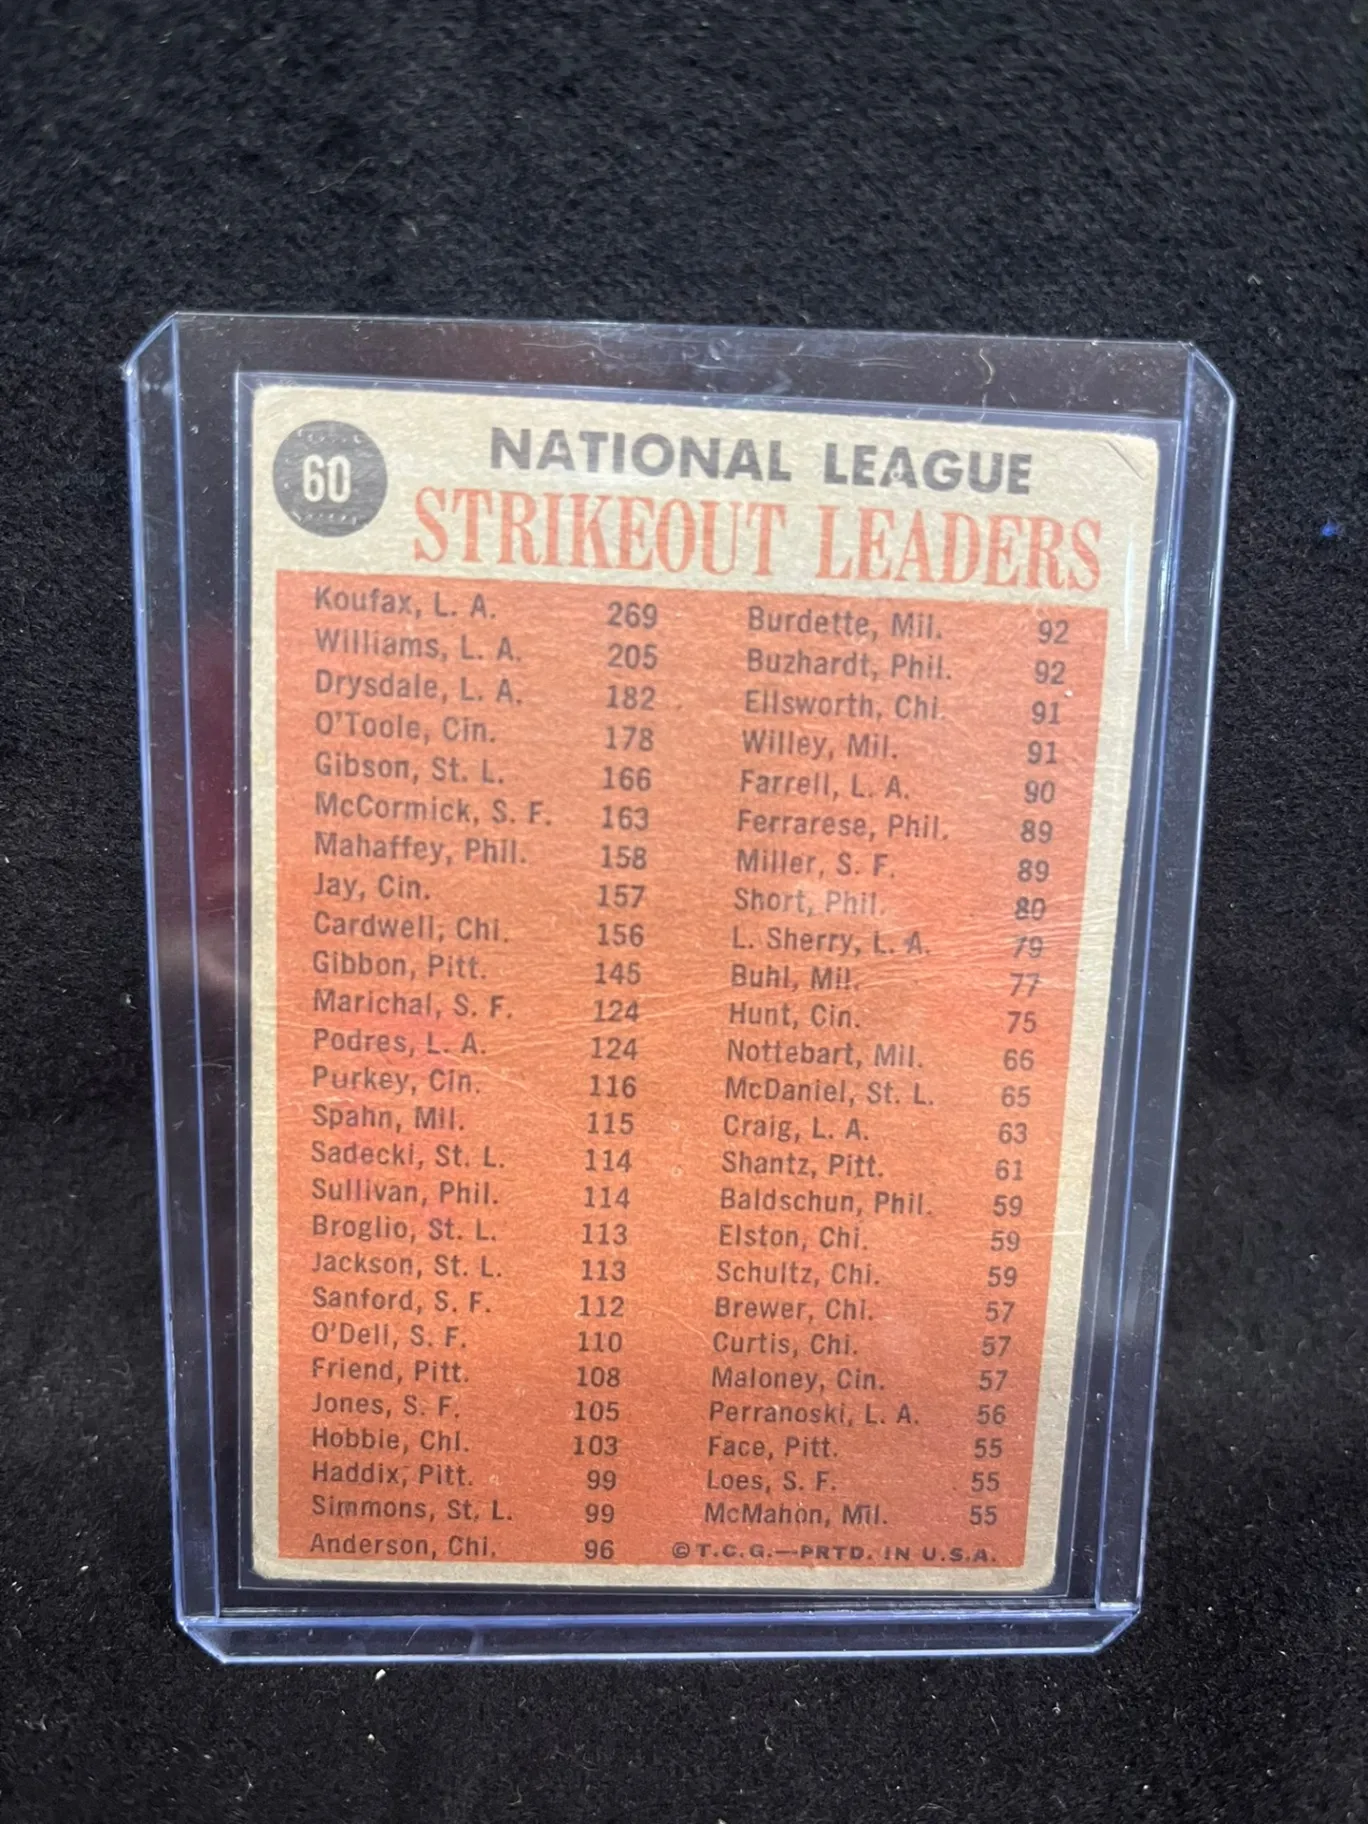 60
NATIONAL LEAGUE
STRIKEOUT LEADERS
Koufax, L. A. 269
Williams, L. A. 205
Drysdale, L. A. 182
O'Toole, Cin. 178
Gibson, St. L. 166
McCormick, S. F. 163
Mahaffey, Phil. 158
Jay, Cin. 157
Cardwell, Chi. 156
Gibbon, Pitt. 145
Marichal, S. F. 124
Podres, L. A. 124
Purkey, Cin. 116
Spahn, Mil. 115
Sadecki, St. L. 114
Sullivan, Phil. 114
Broglio, St. L. 113
Jackson, St. L. 113
Sanford, S. F. 112
O'Dell, S. F. 110
Friend, Pitt. 108
Jones, S. F. 105
Hobbie, Chi. 103
Haddix, Pitt. 99
Simmons, St. L. 99
Anderson, Chi. 96
Burdette, Mil. 92
Buzhardt, Phil. 92
Ellsworth, Chi. 91
Willey, Mil. 91
Farrell, L. A. 90
Ferrarese, Phil. 89
Miller, S. F. 89
Short, Phil. 80
L. Sherry, L. A. 79
Buhl, Mil. 77
Hunt, Cin. 75
Nottebart, Mil. 66
McDaniel, St. L. 65
Craig, L. A. 63
Shantz, Pitt. 61
Baldschun, Phil. 59
Elston, Chi. 59
Schultz, Chi. 59
Brewer, Chi. 57
Curtis, Chi. 57
Maloney, Cin. 57
Perranoski, L. A. 56
Face, Pitt. 55
Loes, S. F. 55
McMahon, Mil. 55
©T.C.G.—PRTD. IN U.S.A.